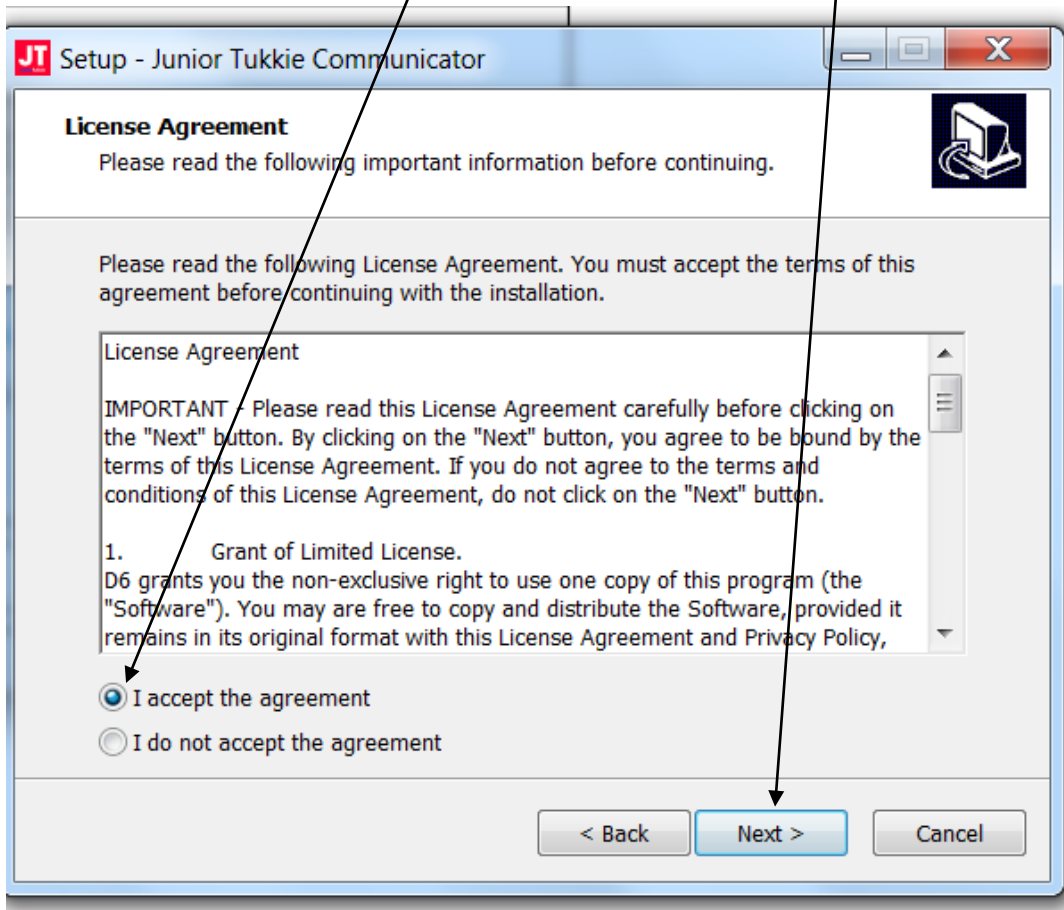 JT Setup - Junior Tukkie Communicator
License Agreement
Please read the following important information before continuing.
Please read the following License Agreement. You must accept the terms of this
agreement before continuing with the installation.
License Agreement
IMPORTANT - Please read this License Agreement carefully before clicking on
the "Next" button. By clicking on the "Next" button, you agree to be bound by the
terms of this License Agreement. If you do not agree to the terms and
conditions of this License Agreement, do not click on the "Next" button.
1. Grant of Limited License.
D6 grants you the non-exclusive right to use one copy of this program (the
"Software"). You may are free to copy and distribute the Software, provided it
remains in its original format with this License Agreement and Privacy Policy,
I accept the agreement
I do not accept the agreement
< Back Next > Cancel